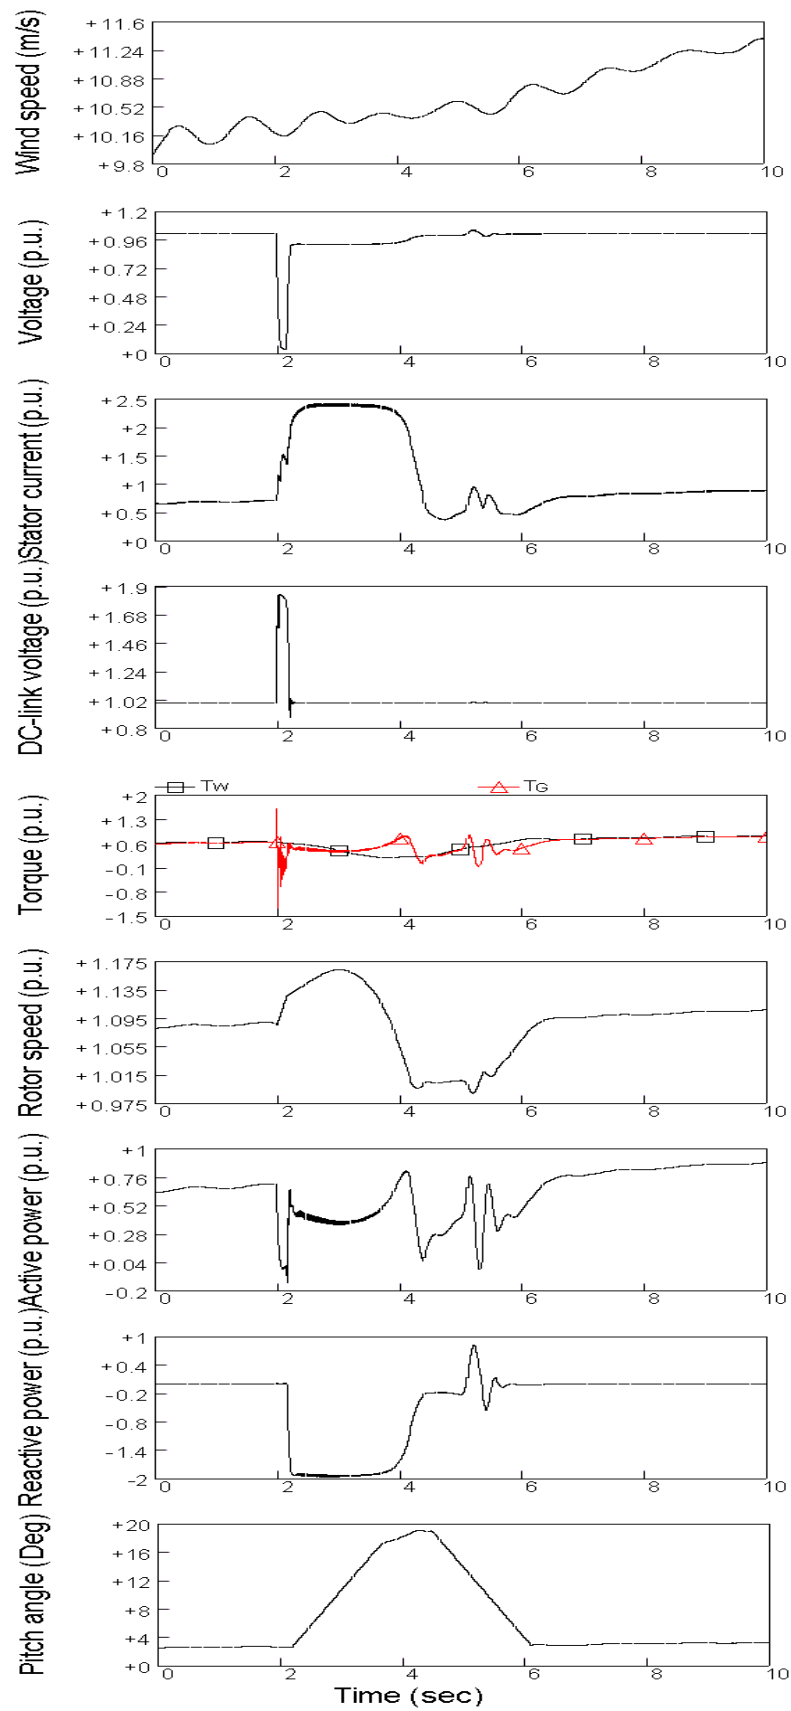 Wind speed (m/s)
+11.6
+11.24
+10.88
+10.52
+10.16
+9.8
0 2 4 6 8 10
Voltage (p.u.)
+1.2
+0.96
+0.72
+0.48
+0.24
+0
0 2 4 6 8 10
Stator current (p.u.)
+2.5
+2
+1.5
+1
+0.5
+0
0 2 4 6 8 10
DC-link voltage (p.u.)
+1.9
+1.68
+1.46
+1.24
+1.02
+0.8
0 2 4 6 8 10
Torque (p.u.)
Tw TG
+2
+1.3
+0.6
-0.1
-0.8
-1.5
0 2 4 6 8 10
Rotor speed (p.u.)
+1.175
+1.135
+1.095
+1.055
+1.015
+0.975
0 2 4 6 8 10
Active power (p.u.)
+1
+0.76
+0.52
+0.28
+0.04
-0.2
0 2 4 6 8 10
Reactive power (p.u.)
+1
+0.4
-0.2
-0.8
-1.4
-2
0 2 4 6 8 10
Pitch angle (Deg)
+20
+16
+12
+8
+4
+0
0 2 4 6 8 10
Time (sec)